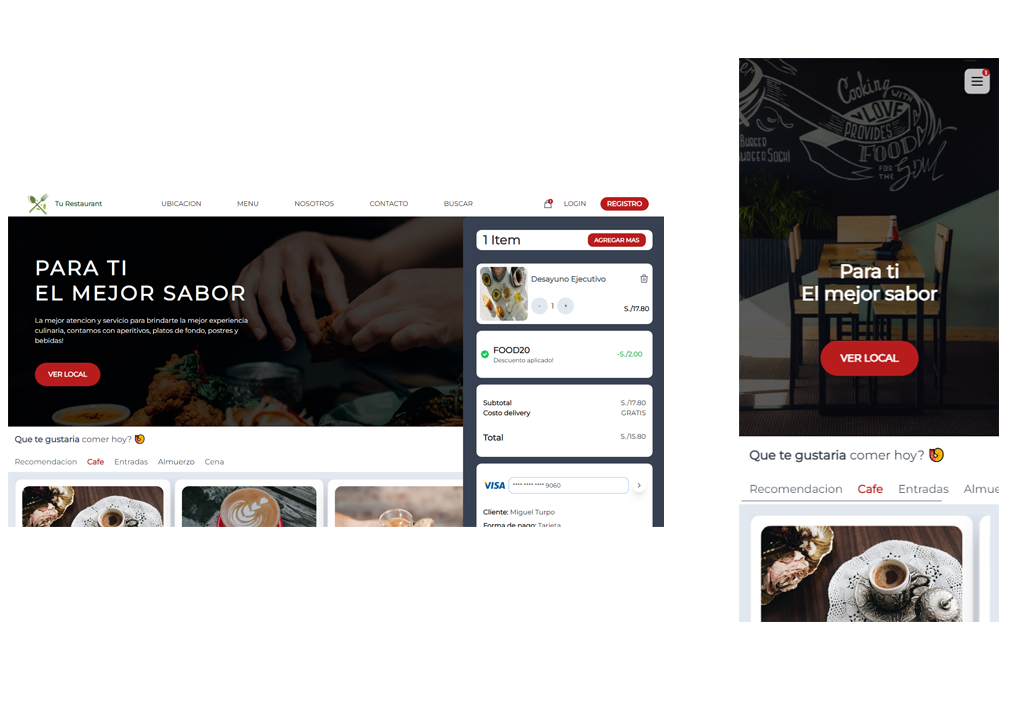 Tu Restaurant
UBICACION
MENU
NOSOTROS
CONTACTO
BUSCAR
1
LOGIN
REGISTRO
PARA TI
EL MEJOR SABOR
La mejor atencion y servicio para brindarte la mejor experiencia
culinaria, contamos con aperitivos, platos de fondo, postres y
bebidas!
VER LOCAL
Que te gustaria comer hoy?
Recomendacion Cafe Entradas Almuerzo Cena
1 Item
AGREGAR MAS
Desayuno Ejecutivo
- 1 +
S./17.80
FOOD20
Descuento aplicado!
-S./2.00
Subtotal S./17.80
Costo delivery GRATIS
Total S./15.80
VISA **** **** **** 9060 >
Cliente: Miguel Turpo
Forma de pago: Tarjeta
1
Cooking
WITH
LOVE
PROVIDES
FOOD
FOR
THE
Soul
BURGER
BURGER SOCHI
Para ti
El mejor sabor
VER LOCAL
Que te gustaria comer hoy?
Recomendacion Cafe Entradas Almue